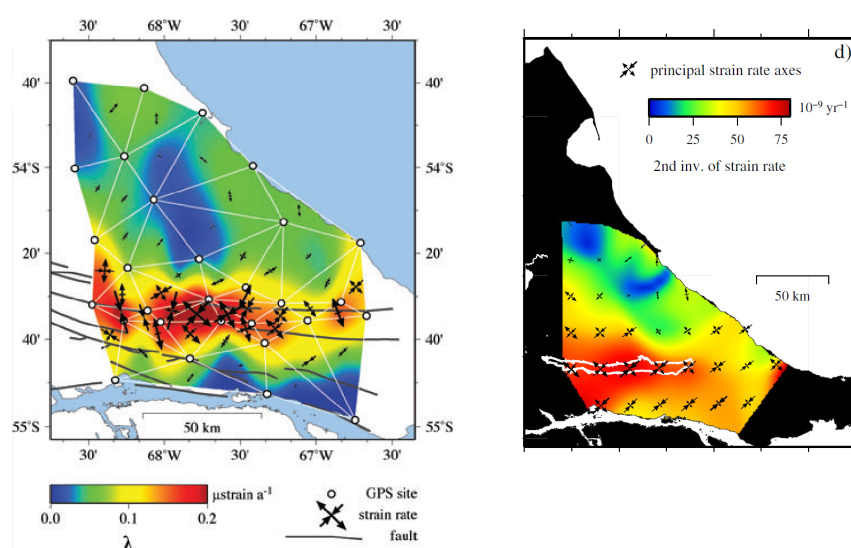 30' 68°W 30' 67°W 30'
40'
54°S
20'
40'
55°S
40'
54°S
20'
40'
55°S
50 km
30' 68°W 30' 67°W 30'
µstrain a⁻¹
0.0 0.1 0.2
λ
GPS site
strain rate
fault
d)
principal strain rate axes
10⁻⁹ yr⁻¹
0 25 50 75
2nd inv. of strain rate
50 km